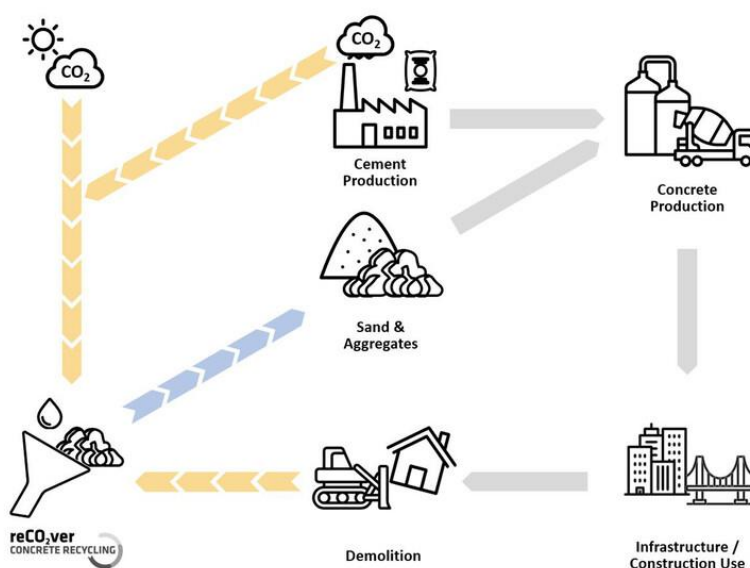 CO₂
CO₂
Cement
Production
Concrete
Production
Sand &
Aggregates
reCO₂ver
CONCRETE RECYCLING
Demolition
Infrastructure /
Construction Use